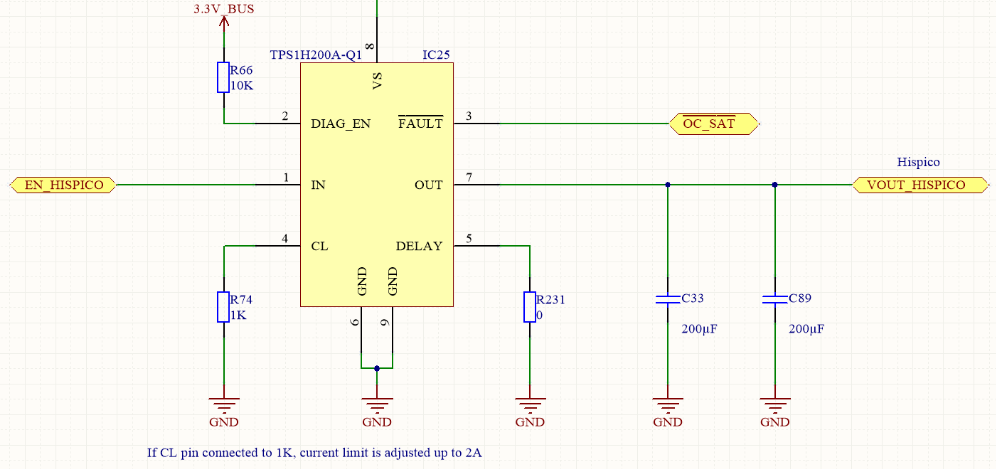 3.3V_BUS
8
TPS1H200A-Q1
IC25
VS
R66
10K
2
DIAG_EN
FAULT
3
OC_SAT
Hispico
EN_HISPICO
1
IN
OUT
7
VOUT_HISPICO
4
CL
DELAY
5
GND
GND
R74
1K
R231
0
C33
200µF
C89
200µF
6
9
GND
GND
GND
GND
GND
If CL pin connected to 1K, current limit is adjusted up to 2A